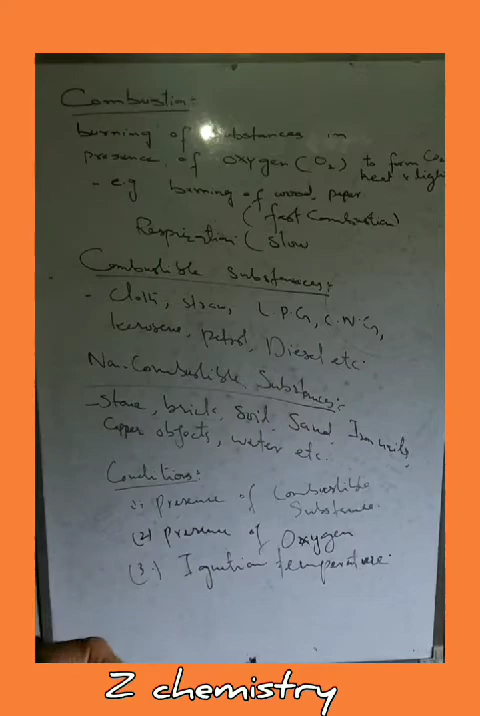 Combustion:
burning of substances in
presence of oxygen (O2) to form CO2
heat & light
- e.g burning of wood, paper
(fast Combustion)
Respiration (slow
Combustible Substances:
- Cloth, straw, L.P.G, C.N.G,
kerosene, petrol, Diesel etc.
Non-Combustible Substances:
- Stone, brick, Soil, Sand Iron nails,
Copper objects, water etc.
Conditions:
(1) Presence of Combustible
Substance.
(2) Presence of Oxygen
(3.) Ignition temperature.
Z chemistry